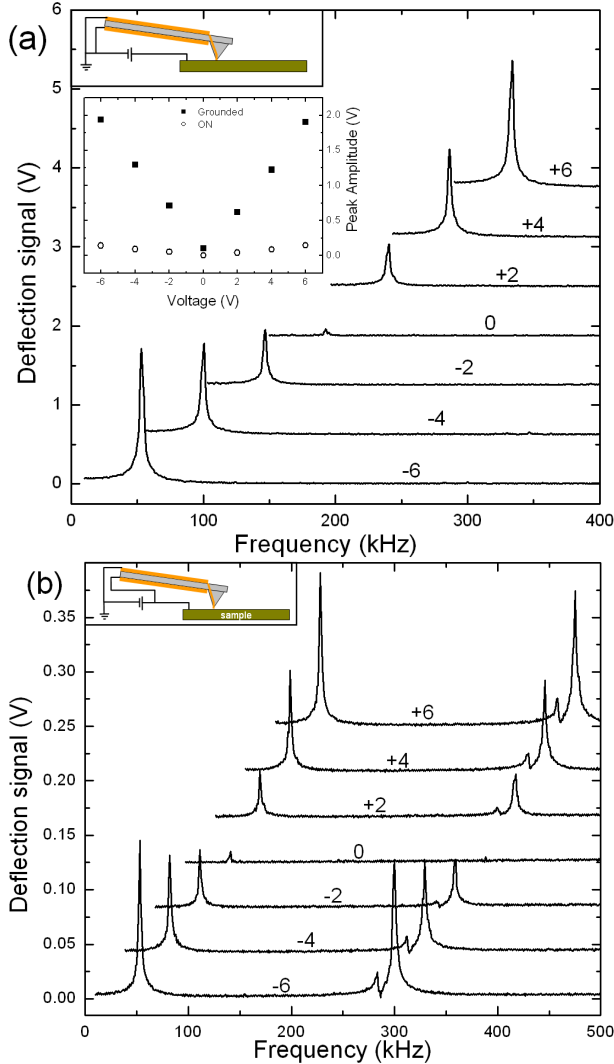 (a)
6
5
4
3
2
1
0
Deflection signal (V)
Grounded
ON
2.0
1.5
1.0
0.5
0.0
Peak Amplitude (V)
-6 -4 -2 0 2 4 6
Voltage (V)
+6
+4
+2
0
-2
-4
-6
0 100 200 300 400
Frequency (kHz)
(b)
sample
0.35
0.30
0.25
0.20
0.15
0.10
0.05
0.00
Deflection signal (V)
+6
+4
+2
0
-2
-4
-6
0 100 200 300 400 500
Frequency (kHz)